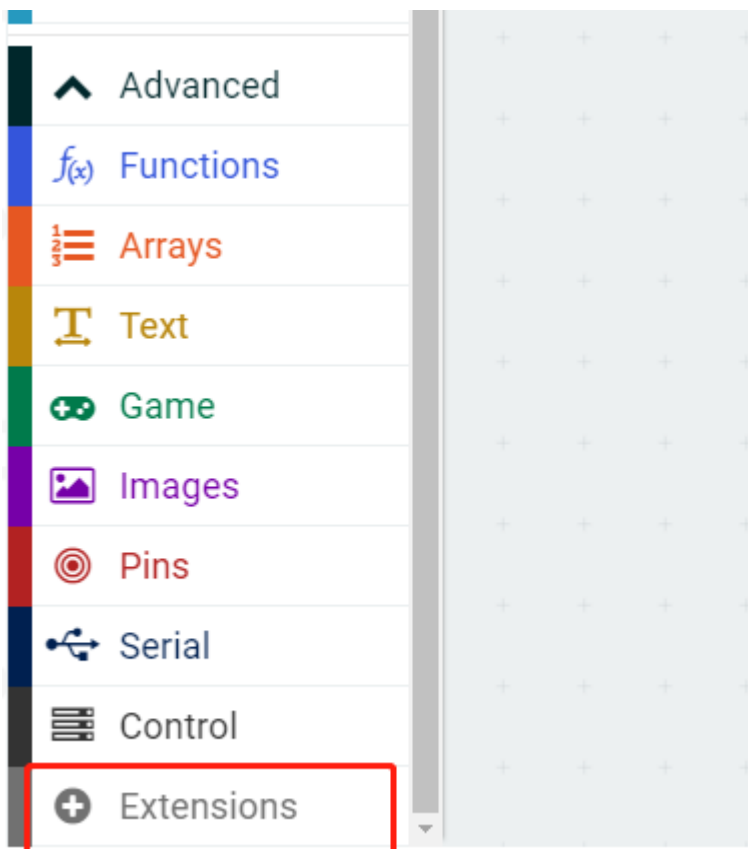 Advanced
f(x) Functions
Arrays
Text
Game
Images
Pins
Serial
Control
Extensions